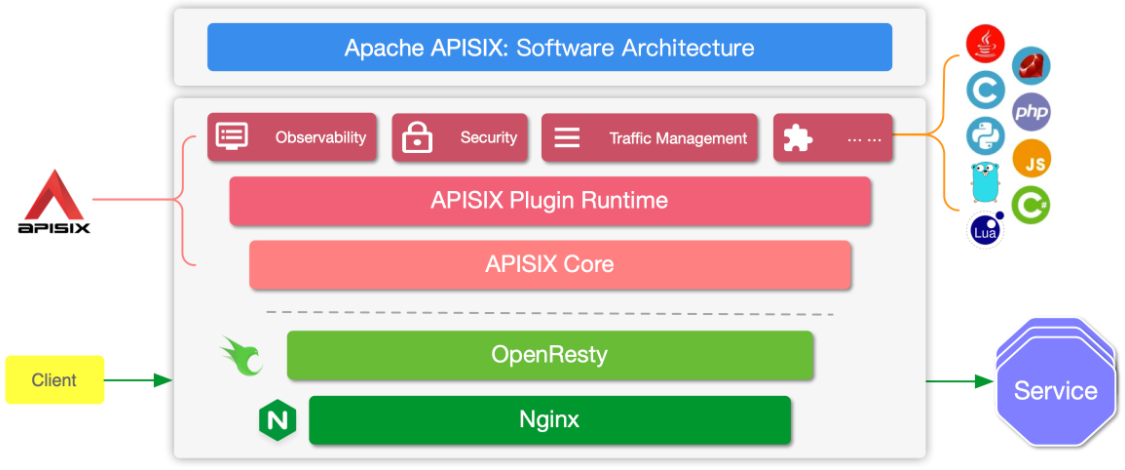 Apache APISIX: Software Architecture
Observability
Security
Traffic Management
... ...
APISIX Plugin Runtime
APISIX Core
OpenResty
N
Nginx
APISIX
Client
Service
Java
C
php
JS
C#
Lua